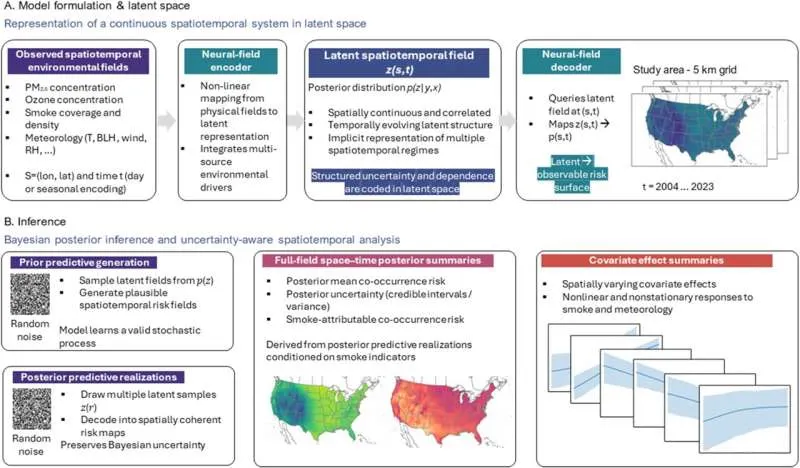 A. Model formulation & latent space
Representation of a continuous spatiotemporal system in latent space
Observed spatiotemporal
environmental fields
PM2.5 concentration
Ozone concentration
Smoke coverage and
density
Meteorology (T, BLH, wind,
RH, ...)
S=(lon, lat) and time t (day
or seasonal encoding)
Neural-field
encoder
Non-linear
mapping from
physical fields to
latent
representation
Integrates multi-
source
environmental
drivers
Latent spatiotemporal field
z(s,t)
Posterior distribution p(z|y,x)
Spatially continuous and correlated
Temporally evolving latent structure
Implicit representation of multiple
spatiotemporal regimes
Structured uncertainty and dependence
are coded in latent space
Neural-field
decoder
Queries latent
field at (s,t)
Maps z(s,t) →
p(s,t)
Latent →
observable risk
surface
Study area - 5 km grid
t = 2004 ... 2023
B. Inference
Bayesian posterior inference and uncertainty-aware spatiotemporal analysis
Prior predictive generation
Sample latent fields from p(z)
Generate plausible
spatiotemporal risk fields
Random
noise
Model learns a valid stochastic
process
Posterior predictive realizations
Draw multiple latent samples
z(r)
Decode into spatially coherent
risk maps
Random
noise
Preserves Bayesian uncertainty
Full-field space–time posterior summaries
Posterior mean co-occurrence risk
Posterior uncertainty (credible intervals /
variance)
Smoke-attributable co-occurrence risk
Derived from posterior predictive realizations
conditioned on smoke indicators
Covariate effect summaries
Spatially varying covariate effects
Nonlinear and nonstationary responses to
smoke and meteorology